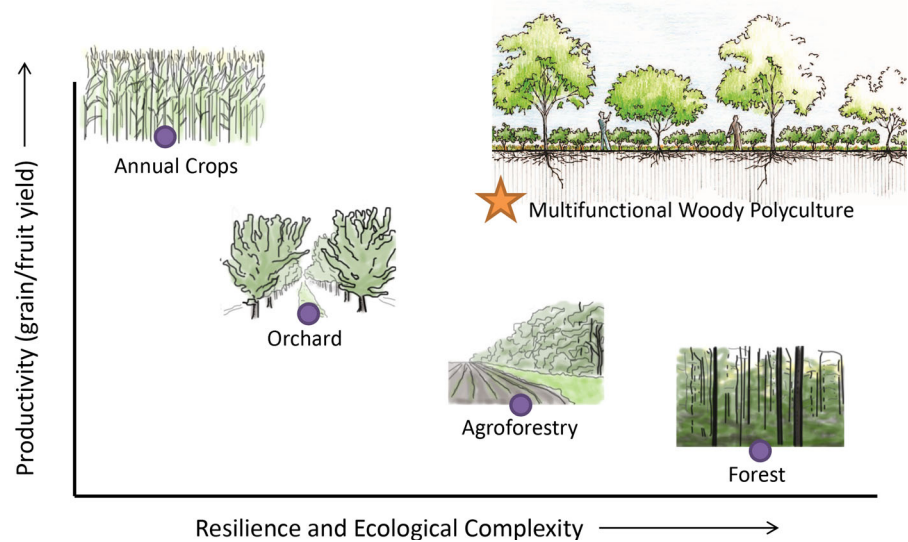 Productivity (grain/fruit yield)
Annual Crops
Multifunctional Woody Polyculture
Orchard
Agroforestry
Forest
Resilience and Ecological Complexity